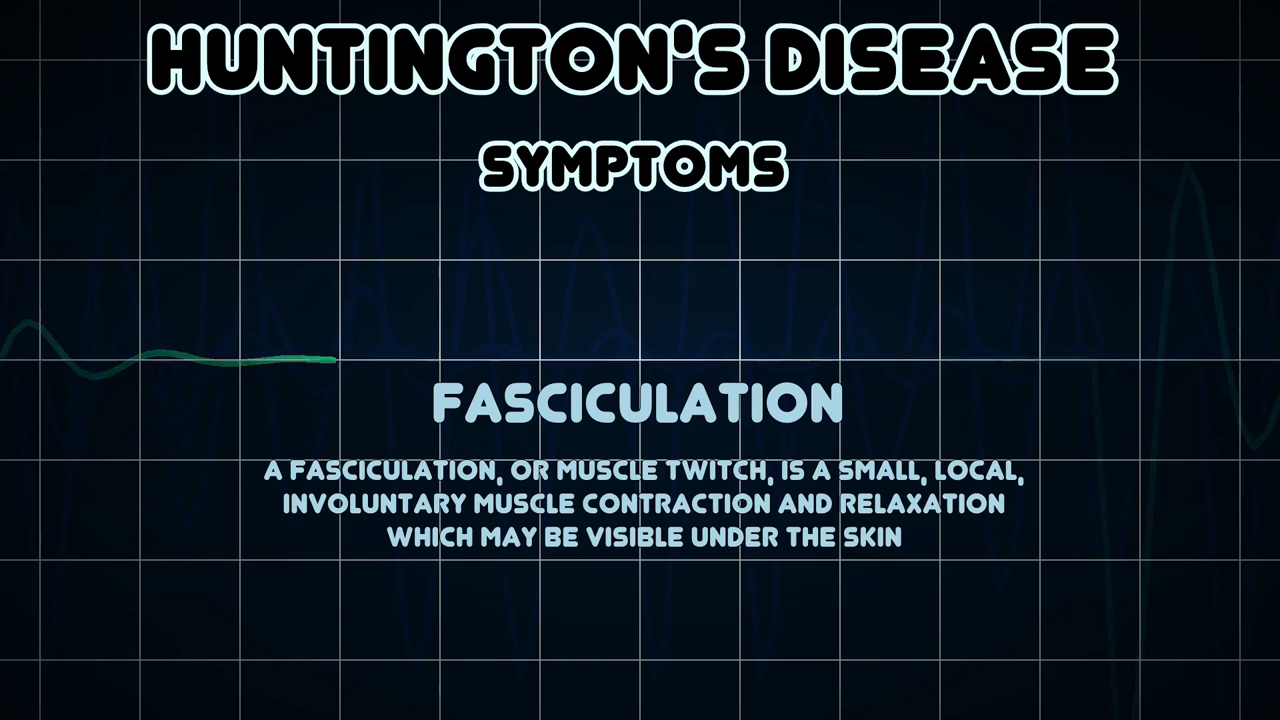 HUNTINGTON'S DISEASE
SYMPTOMS
FASCICULATION
A FASCICULATION, OR MUSCLE TWITCH, IS A SMALL, LOCAL,
INVOLUNTARY MUSCLE CONTRACTION AND RELAXATION
WHICH MAY BE VISIBLE UNDER THE SKIN